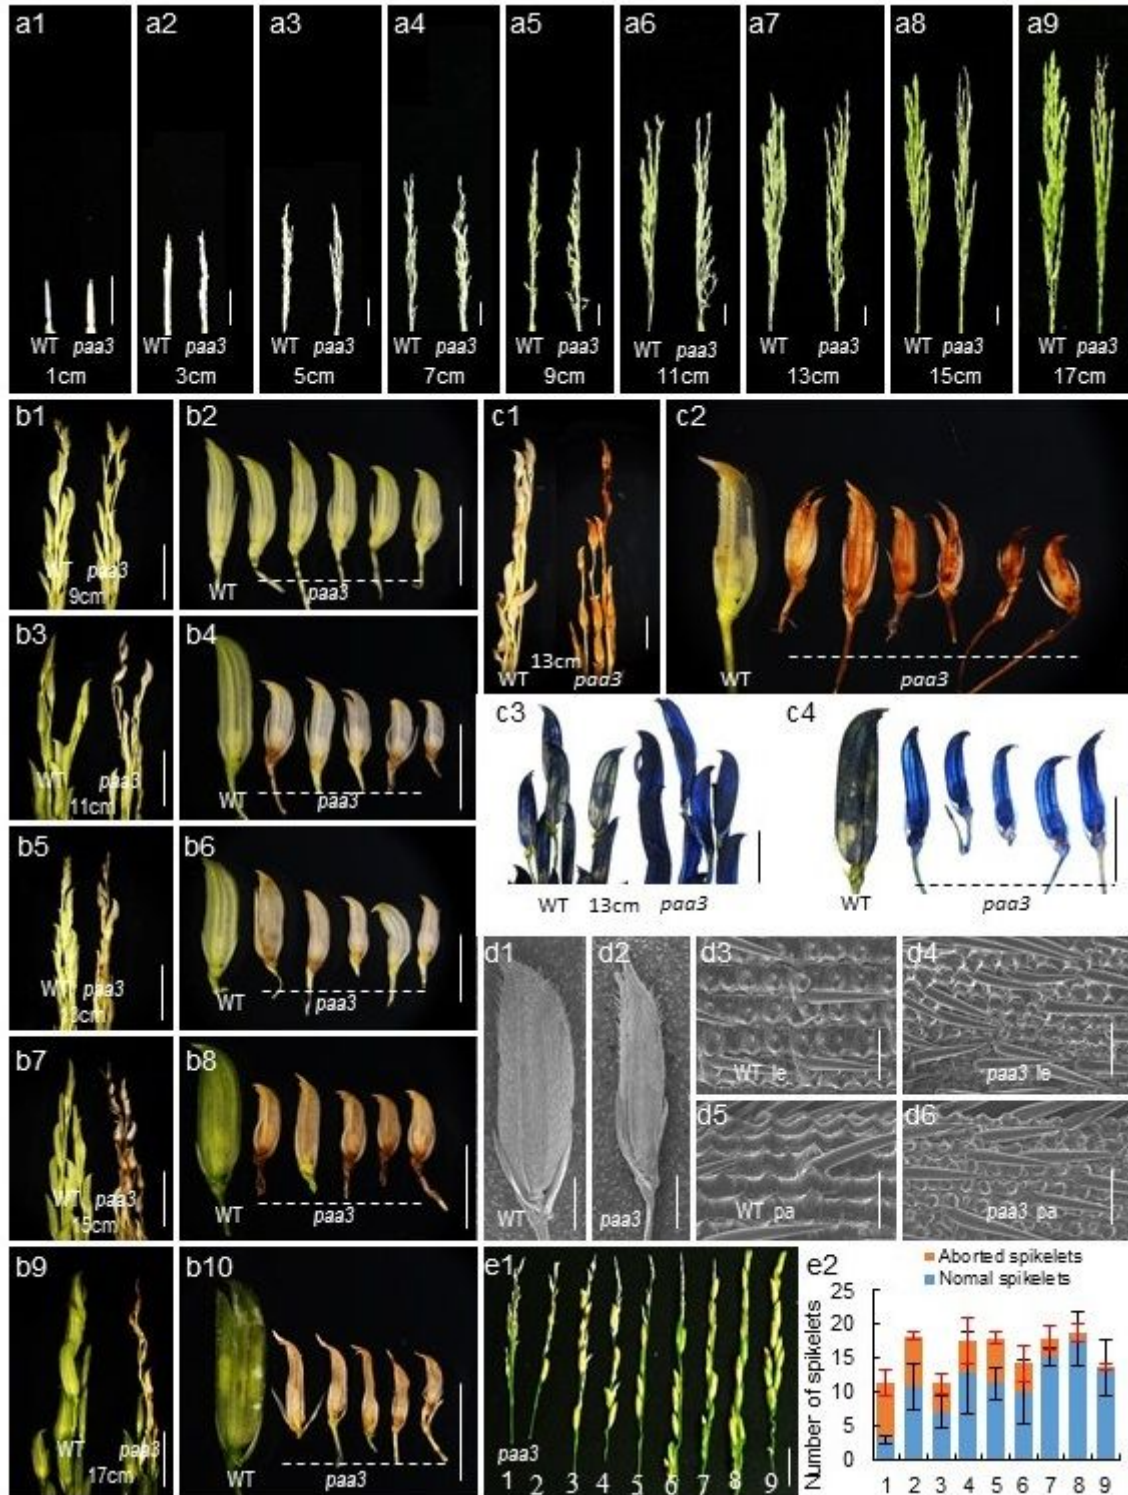 a1
a2
a3
a4
a5
a6
a7
a8
a9
WT paa3
1cm
WT paa3
3cm
WT paa3
5cm
WT paa3
7cm
WT paa3
9cm
WT paa3
11cm
WT paa3
13cm
WT paa3
15cm
WT paa3
17cm
b1
WT paa3
9cm
b2
WT
paa3
c1
13cm
WT paa3
c2
WT
paa3
b3
WT paa3
11cm
b4
WT
paa3
c3
WT 13cm paa3
c4
WT
paa3
b5
WT paa3
13cm
b6
WT
paa3
d1
WT
d2
paa3
d3
WT le
d4
paa3 le
d5
WT pa
d6
paa3 pa
b7
WT paa3
15cm
b8
WT
paa3
b9
WT paa3
17cm
b10
WT
paa3
e1
paa3
1 2 3 4 5 6 7 8 9
e2
Aborted spikelets
Nomal spikelets
Number of spikelets
25
20
15
10
5
0
1 2 3 4 5 6 7 8 9